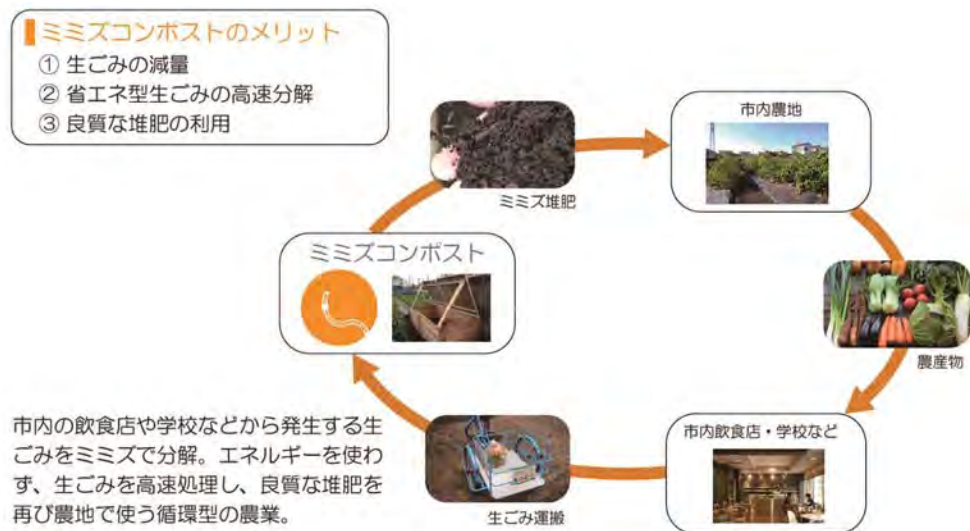 ミミズコンポストのメリット
① 生ごみの減量
② 省エネ型生ごみの高速分解
③ 良質な堆肥の利用
ミミズ堆肥
市内農地
ミミズコンポスト
農産物
市内飲食店・学校など
生ごみ運搬
市内の飲食店や学校などから発生する生
ごみをミミズで分解。エネルギーを使わ
ず、生ごみを高速処理し、良質な堆肥を
再び農地で使う循環型の農業。